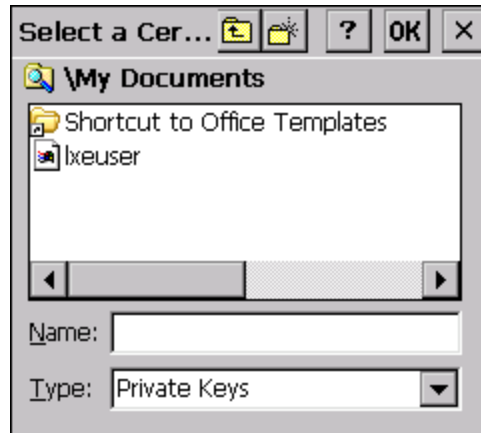 Select a Cer... ? OK ×
\My Documents
Shortcut to Office Templates
lxeuser
Name:
Type: Private Keys